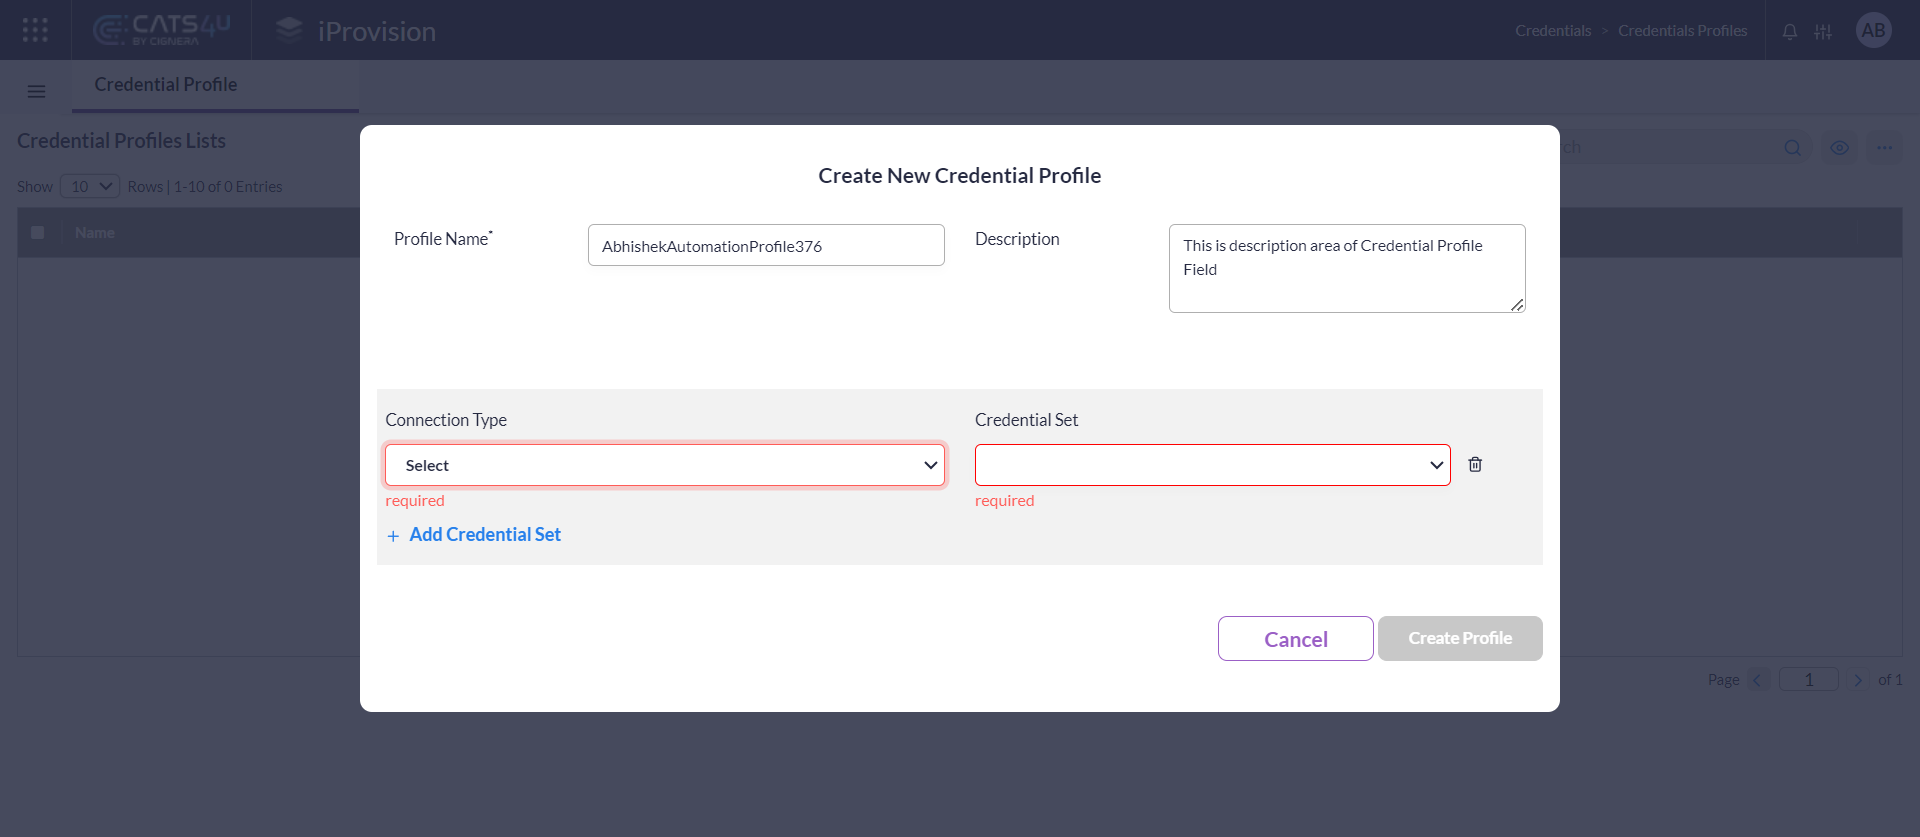 CATS4U
BY CIGNERA
iProvision
Credentials > Credentials Profiles
AB
Credential Profile
Credential Profiles Lists
Show 10 Rows | 1-10 of 0 Entries
Name
Create New Credential Profile
Profile Name*
AbhishekAutomationProfile376
Description
This is description area of Credential Profile
Field
Connection Type
Credential Set
Select
required
required
+ Add Credential Set
Cancel
Create Profile
Page 1 of 1